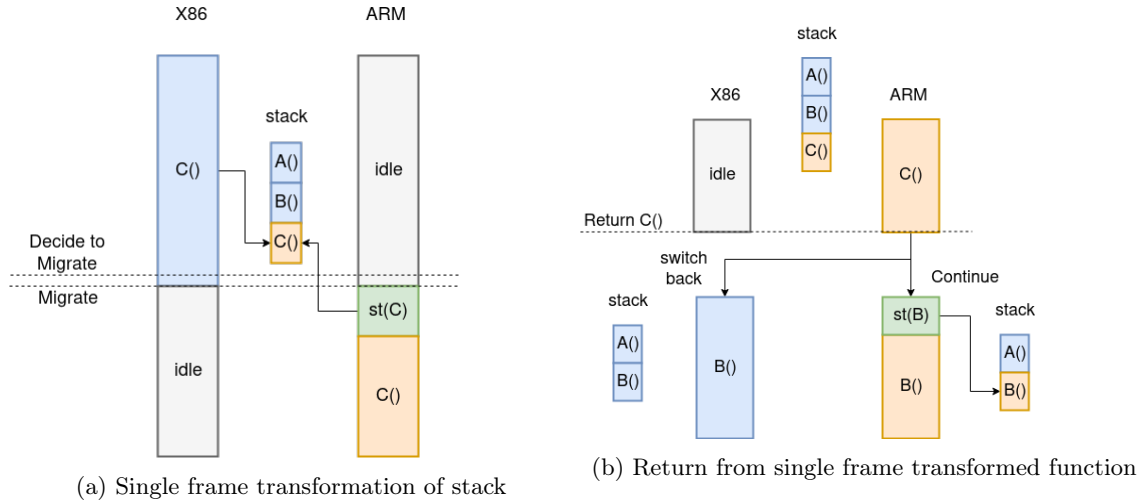 X86
ARM
stack
C()
A()
B()
C()
idle
Decide to
Migrate
Migrate
st(C)
idle
C()
(a) Single frame transformation of stack
stack
X86
ARM
A()
B()
C()
idle
C()
Return C()
switch
back
Continue
stack
A()
B()
B()
st(B)
B()
stack
A()
B()
(b) Return from single frame transformed function